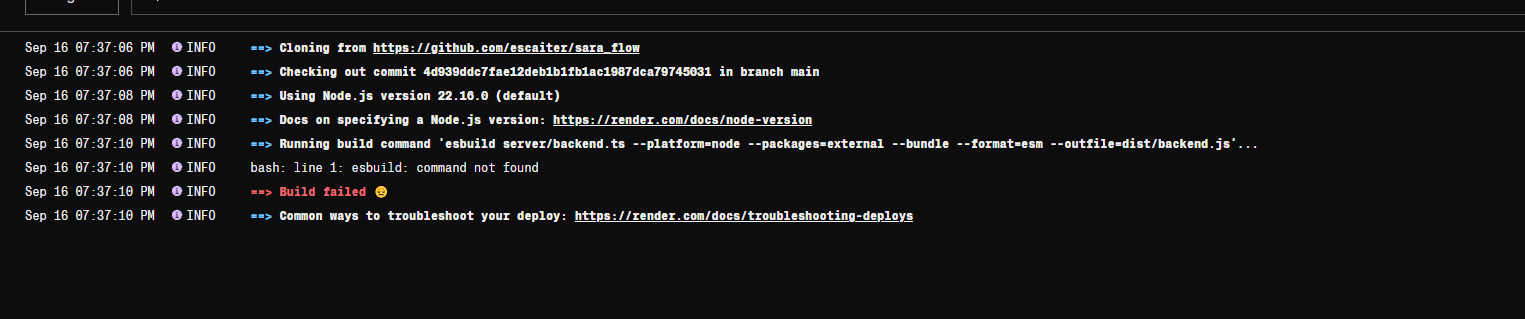 Sep 16 07:37:06 PM INFO ==> Cloning from https://github.com/escaiter/sara_flow
Sep 16 07:37:06 PM INFO ==> Checking out commit 4d939ddc7fae12deb1b1fb1ac1987dca79745031 in branch main
Sep 16 07:37:08 PM INFO ==> Using Node.js version 22.16.0 (default)
Sep 16 07:37:08 PM INFO ==> Docs on specifying a Node.js version: https://render.com/docs/node-version
Sep 16 07:37:10 PM INFO ==> Running build command 'esbuild server/backend.ts --platform=node --packages=external --bundle --format=esm --outfile=dist/backend.js'...
Sep 16 07:37:10 PM INFO bash: line 1: esbuild: command not found
Sep 16 07:37:10 PM INFO ==> Build failed 😞
Sep 16 07:37:10 PM INFO ==> Common ways to troubleshoot your deploy: https://render.com/docs/troubleshooting-deploys